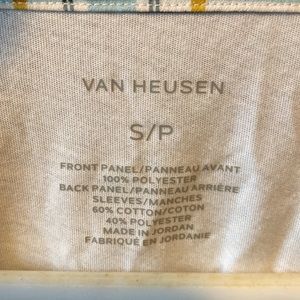 VAN HEUSEN
S/P
FRONT PANEL/PANNEAU AVANT
100% POLYESTER
BACK PANEL/PANNEAU ARRIÈRE
SLEEVES/MANCHES
60% COTTON/COTON
40% POLYESTER
MADE IN JORDAN
FABRIQUÉ EN JORDANIE